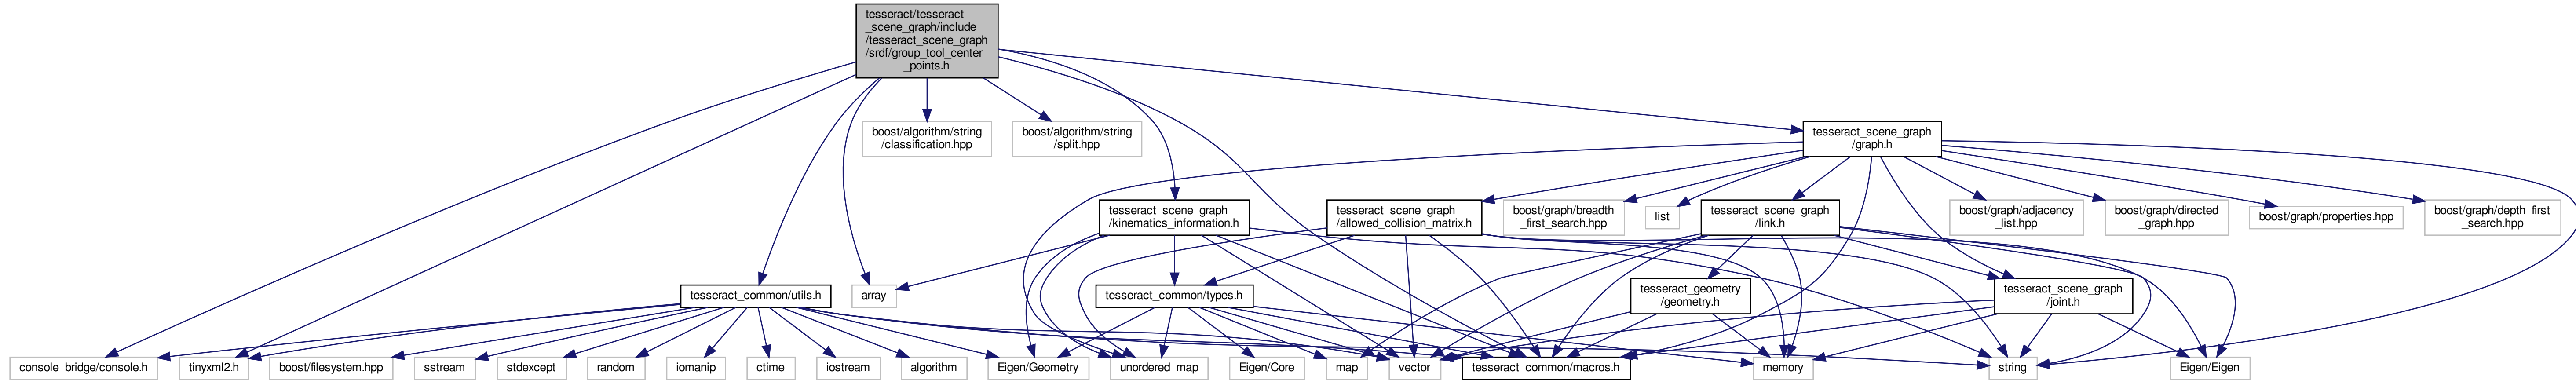 tesseract/tesseract
_scene_graph/include
/tesseract_scene_graph
/srdf/group_tool_center
_points.h
boost/algorithm/string
/classification.hpp
boost/algorithm/string
/split.hpp
tesseract_scene_graph
/graph.h
tesseract_scene_graph
/kinematics_information.h
tesseract_scene_graph
/allowed_collision_matrix.h
boost/graph/breadth
_first_search.hpp
list
tesseract_scene_graph
/link.h
boost/graph/adjacency
_list.hpp
boost/graph/directed
_graph.hpp
boost/graph/properties.hpp
boost/graph/depth_first
_search.hpp
tesseract_common/utils.h
array
tesseract_common/types.h
tesseract_geometry
/geometry.h
tesseract_scene_graph
/joint.h
console_bridge/console.h
tinyxml2.h
boost/filesystem.hpp
sstream
stdexcept
random
iomanip
ctime
iostream
algorithm
Eigen/Geometry
unordered_map
Eigen/Core
map
vector
tesseract_common/macros.h
memory
string
Eigen/Eigen